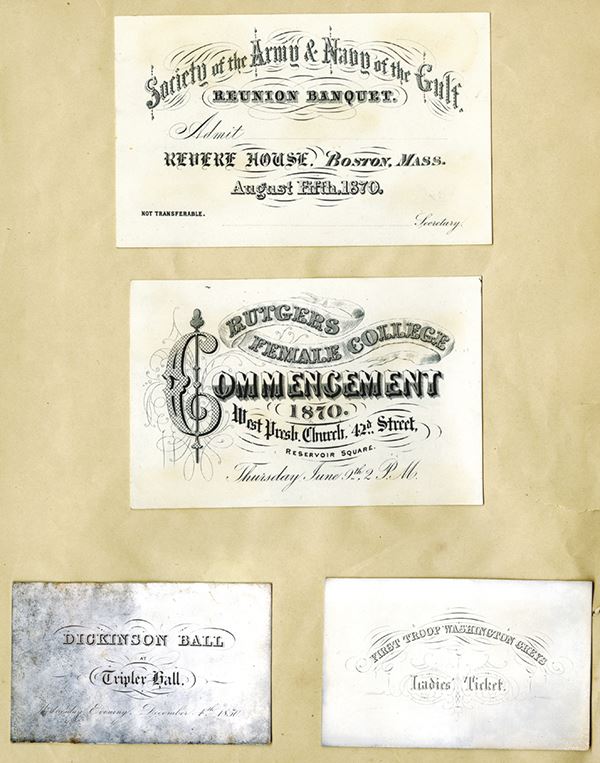 Society of the Army & Navy of the Gulf.
REUNION BANQUET.
Admit
REVERE HOUSE, BOSTON, MASS.
August Fifth, 1870.
NOT TRANSFERABLE.
Secretary.
RUTGERS
FEMALE COLLEGE
COMMENCEMENT
1870.
West Presb. Church, 42d. Street,
RESERVOIR SQUARE.
Thursday June 9th, 2 P.M.
DICKINSON BALL
AT
Tripler Hall,
Wednesday Evening, December 4th 1850
FIRST TROOP WASHINGTON GREYS
Ladies' Ticket.